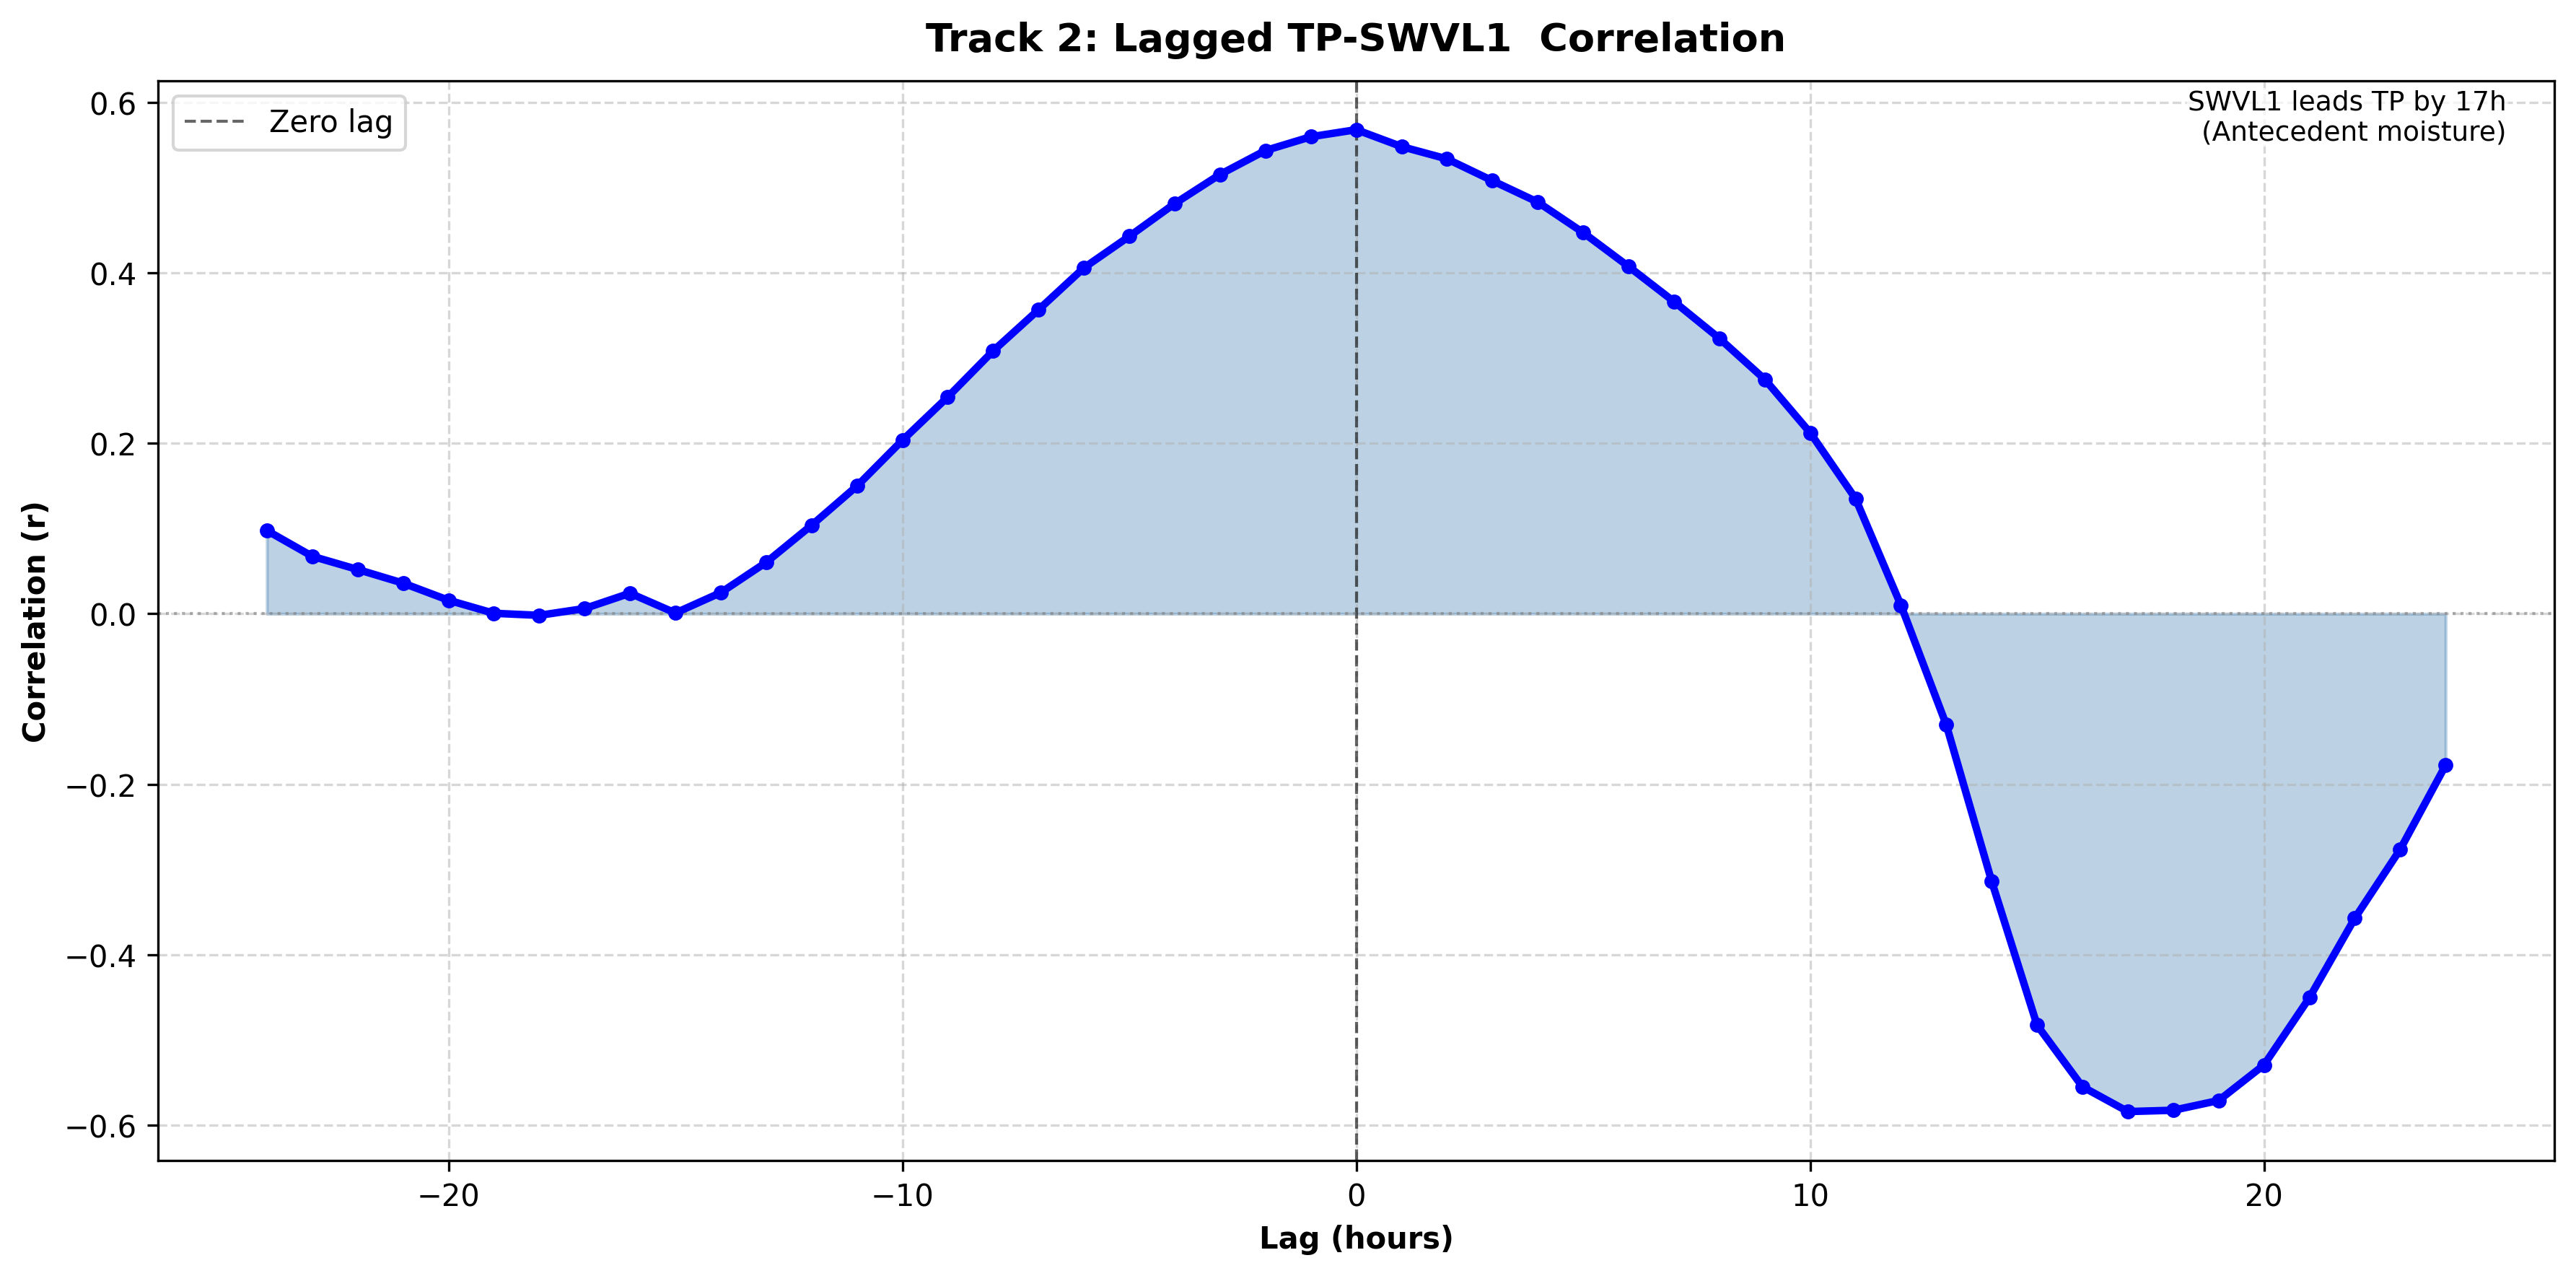 Track 2: Lagged TP-SWVL1  Correlation
Zero lag
SWVL1 leads TP by 17h
(Antecedent moisture)
Correlation (r)
0.6
0.4
0.2
0.0
−0.2
−0.4
−0.6
−20
−10
0
10
20
Lag (hours)